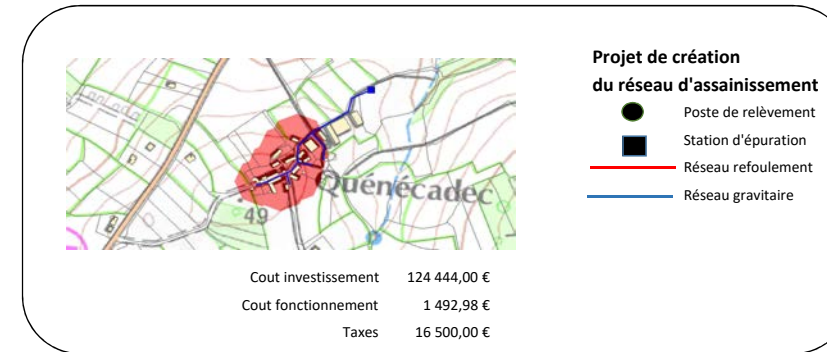 Projet de création
du réseau d'assainissement
Poste de relèvement
Station d'épuration
Réseau refoulement
Réseau gravitaire
Quénécadec
49
Cout investissement 124 444,00 €
Cout fonctionnement 1 492,98 €
Taxes 16 500,00 €